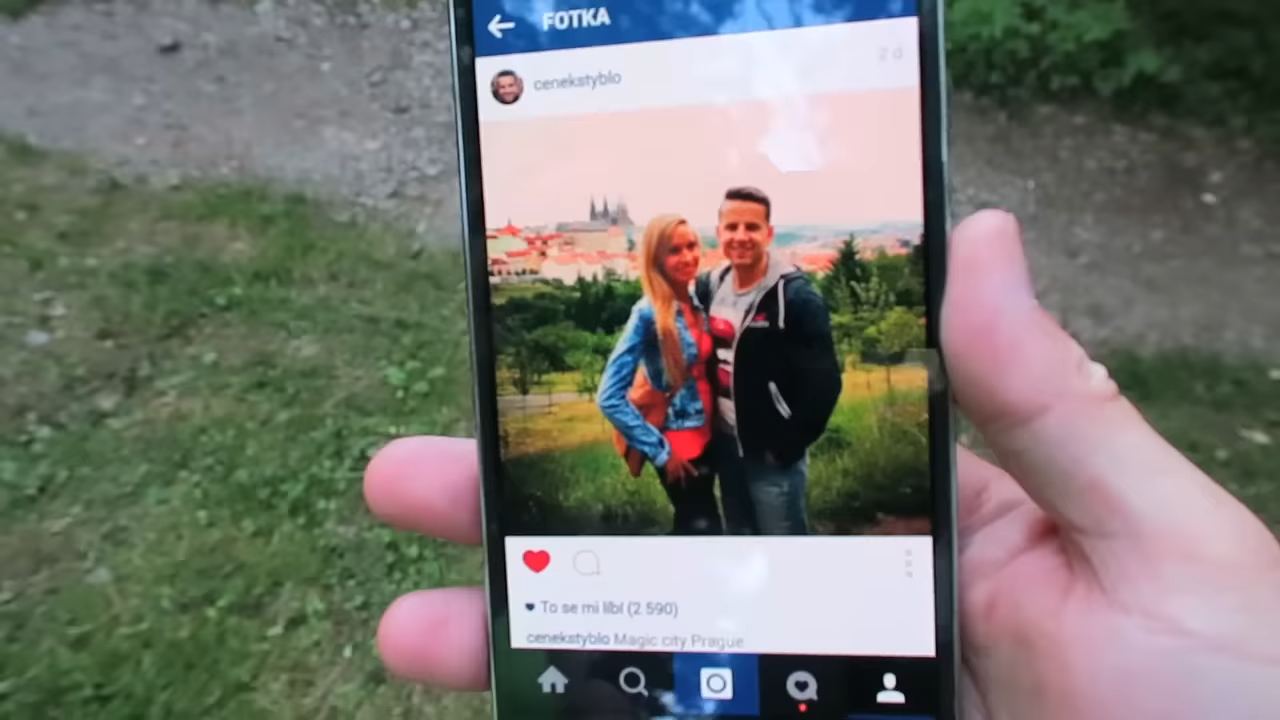 FOTKA
cenekstyblo
2 d
To se mi líbí (2 590)
cenekstyblo Magic city Prague